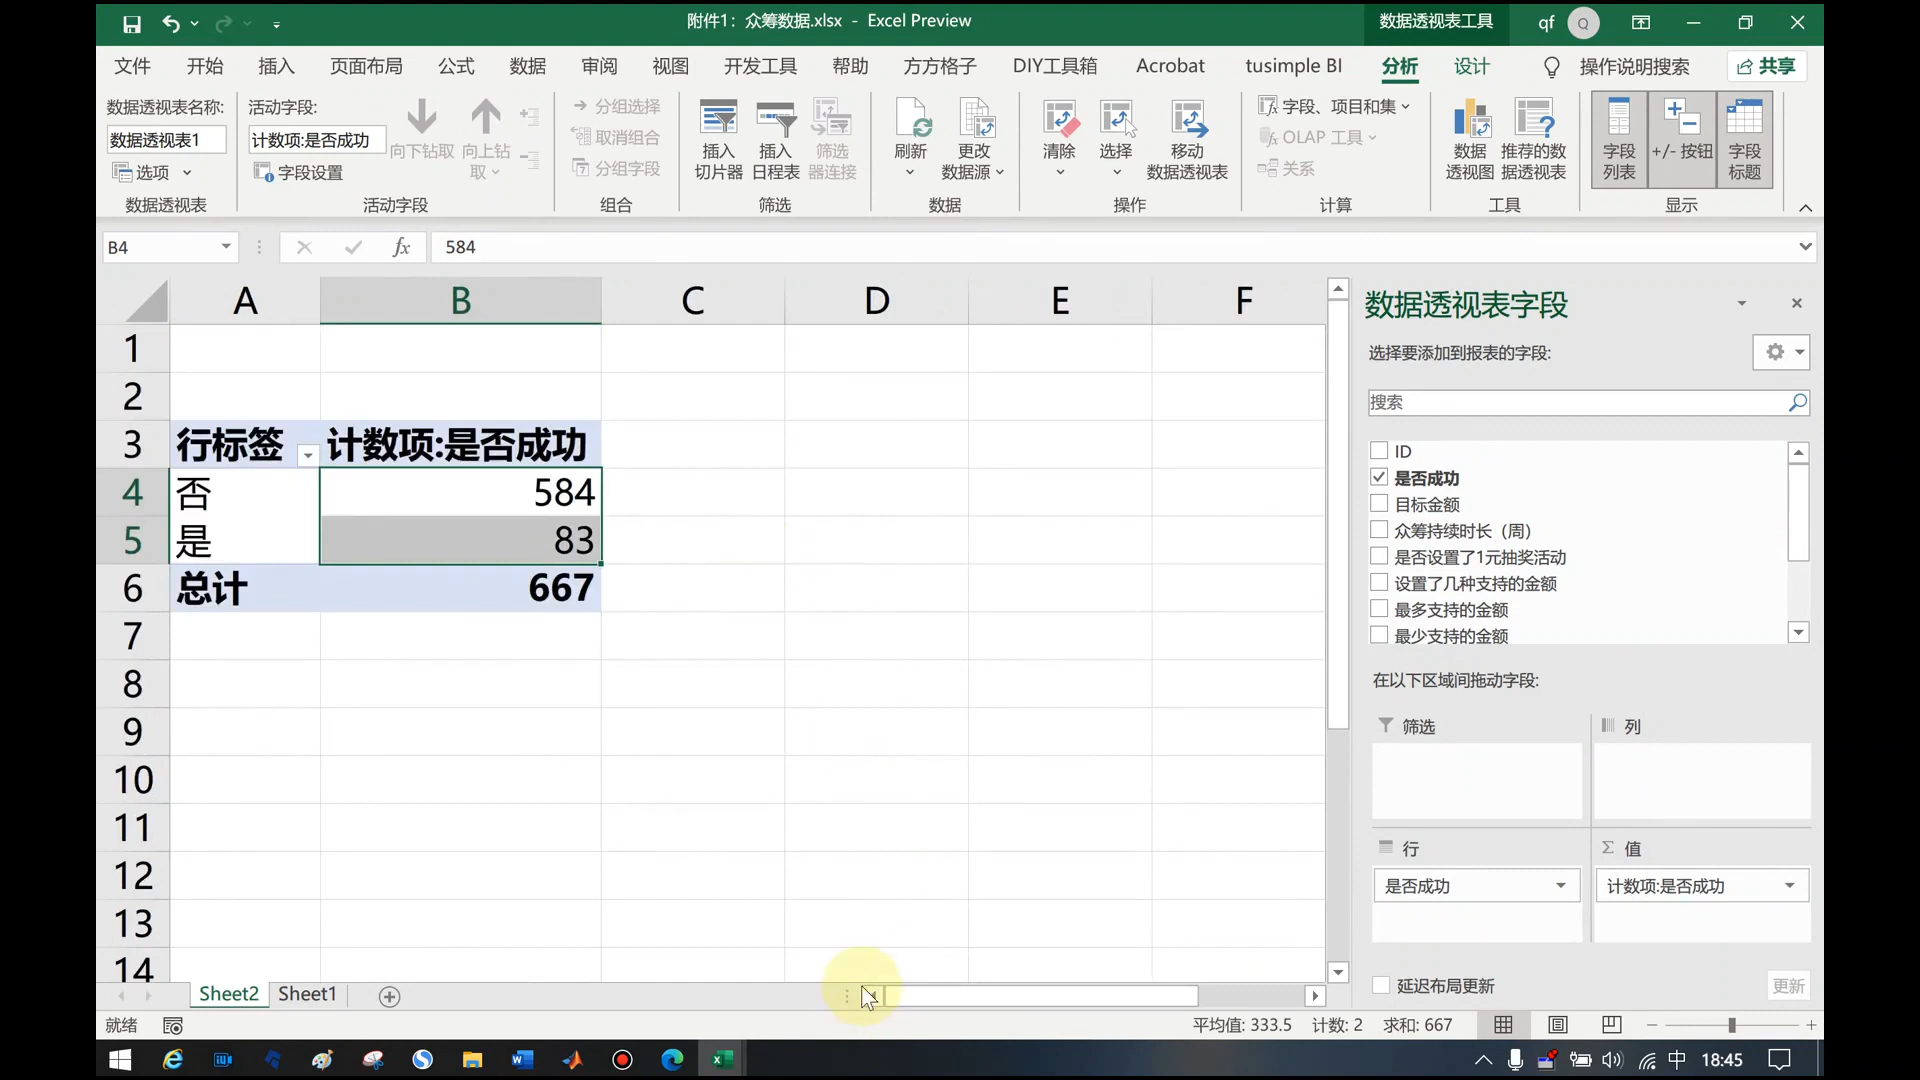 附件1：众筹数据.xlsx - Excel Preview
数据透视表工具
qf
Q
文件 开始 插入 页面布局 公式 数据 审阅 视图 开发工具 帮助 方方格子 DIY工具箱 Acrobat tusimple BI 分析 设计 操作说明搜索 共享
数据透视表名称:
数据透视表1
选项
数据透视表
活动字段:
计数项:是否成功
字段设置
向下钻取
向上钻取
活动字段
分组选择
取消组合
分组字段
组合
插入
切片器
插入
日程表
筛选
器连接
筛选
刷新
更改
数据源
数据
清除
选择
移动
数据透视表
操作
字段、项目和集
OLAP 工具
关系
计算
数据
透视图
推荐的数
据透视表
工具
字段
列表
+/- 按钮
字段
标题
显示
B4
fx
584
A B C D E F
1
2
3 行标签 计数项:是否成功
4 否 584
5 是 83
6 总计 667
7
8
9
10
11
12
13
14
数据透视表字段
选择要添加到报表的字段:
搜索
ID
是否成功
目标金额
众筹持续时长（周）
是否设置了1元抽奖活动
设置了几种支持的金额
最多支持的金额
最少支持的金额
在以下区域间拖动字段:
筛选
列
行
Σ 值
是否成功
计数项:是否成功
延迟布局更新
更新
Sheet2 Sheet1
就绪
平均值: 333.5 计数: 2 求和: 667
中 18:45